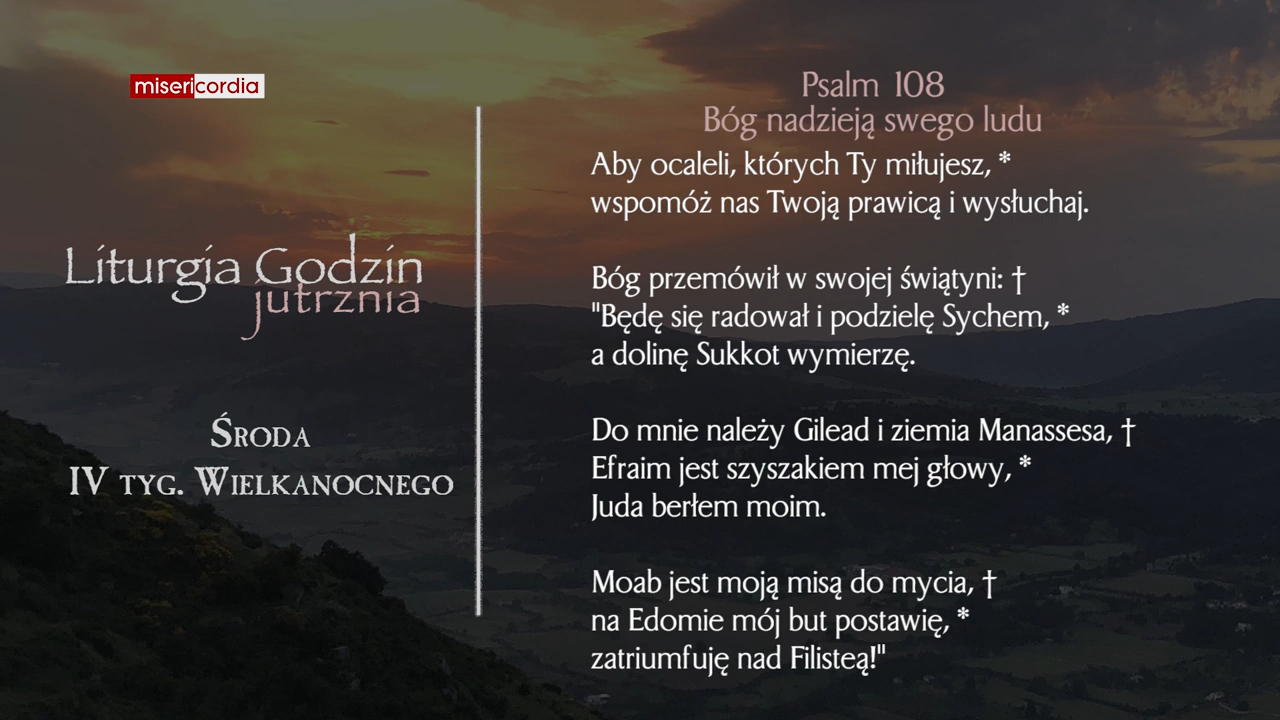 misericordia
Liturgia Godzin
jutrznia
Środa
IV tyg. Wielkanocnego
Psalm 108
Bóg nadzieją swego ludu
Aby ocaleli, których Ty miłujesz, *
wspomóż nas Twoją prawicą i wysłuchaj.
Bóg przemówił w swojej świątyni: †
"Będę się radował i podzielę Sychem, *
a dolinę Sukkot wymierzę.
Do mnie należy Gilead i ziemia Manassesa, †
Efraim jest szyszakiem mej głowy, *
Juda berłem moim.
Moab jest moją misą do mycia, †
na Edomie mój but postawię, *
zatriumfuję nad Filisteą!"